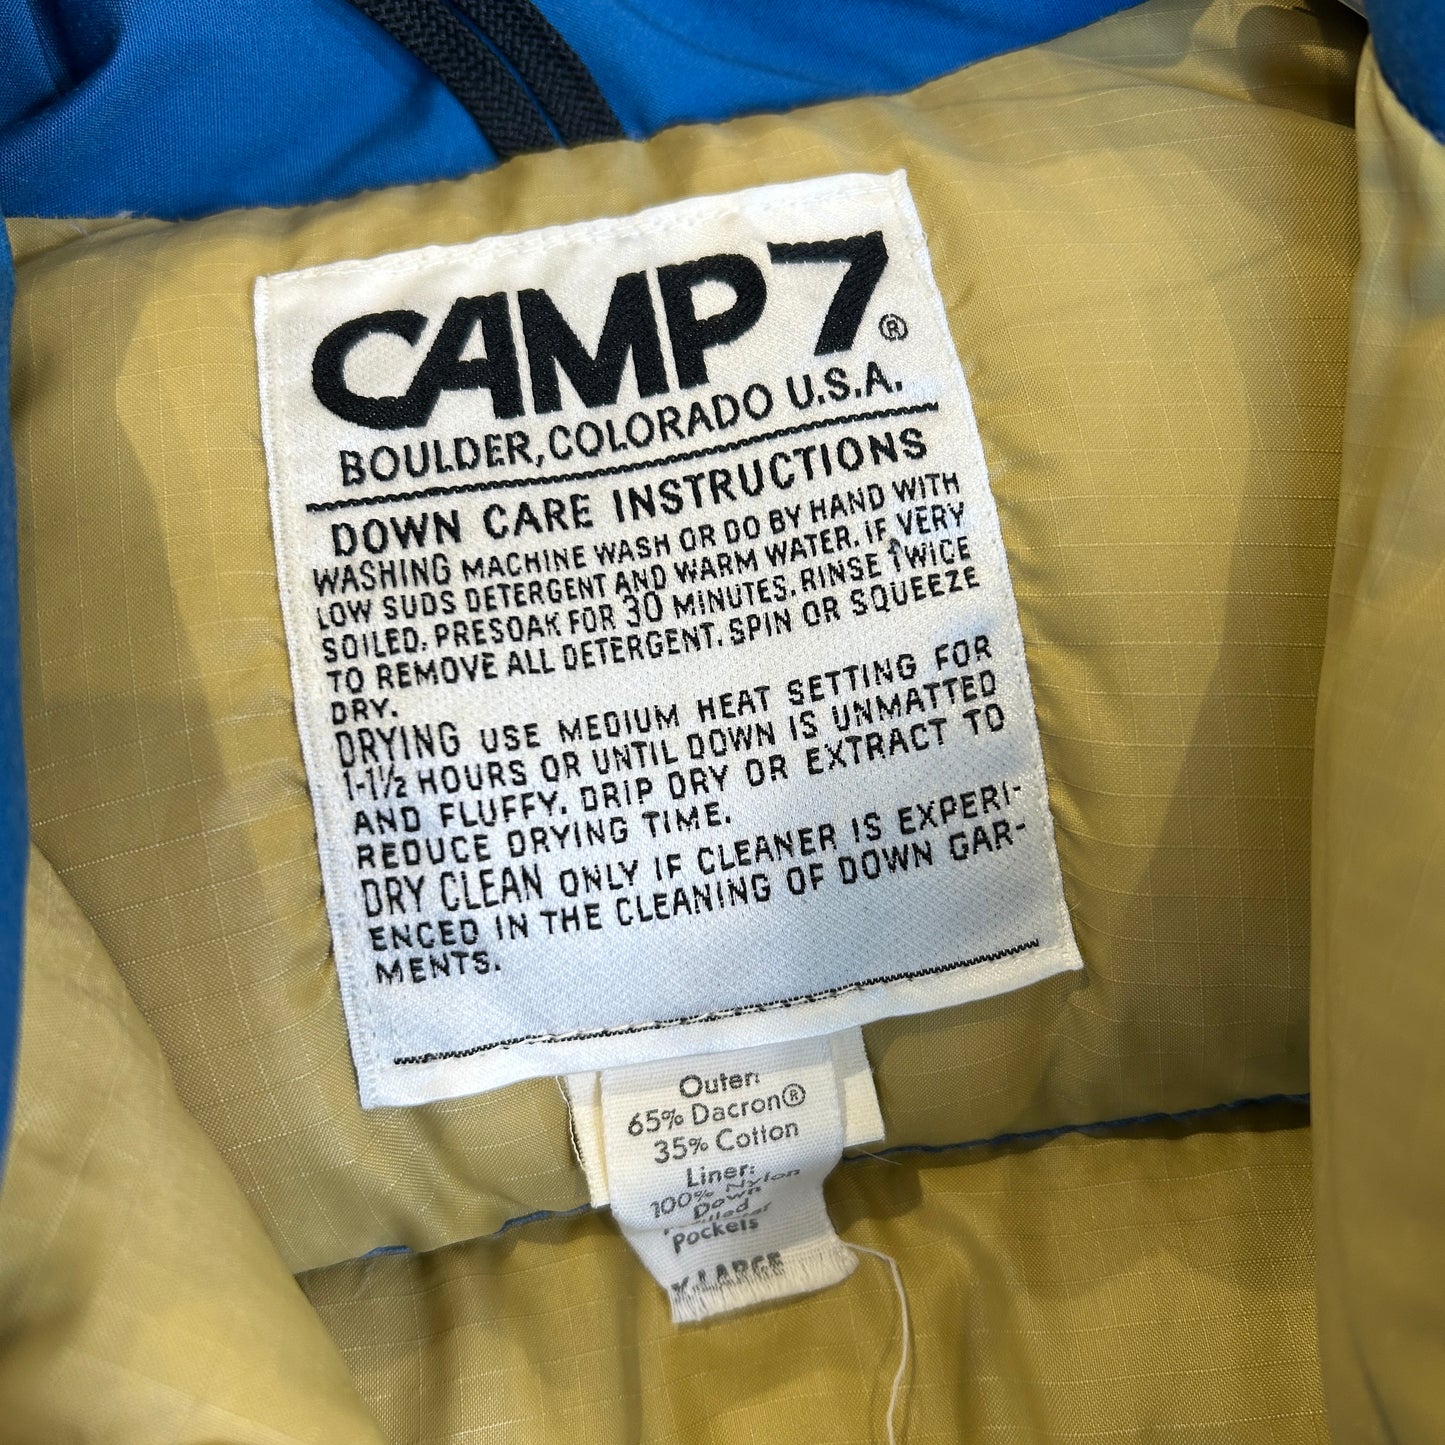 CAMP 7®
BOULDER, COLORADO U.S.A.
DOWN CARE INSTRUCTIONS
WASHING MACHINE WASH OR DO BY HAND WITH
LOW SUDS DETERGENT AND WARM WATER. IF VERY
SOILED, PRESOAK FOR 30 MINUTES. RINSE TWICE
TO REMOVE ALL DETERGENT. SPIN OR SQUEEZE
DRY.
DRYING USE MEDIUM HEAT SETTING FOR
1-1½ HOURS OR UNTIL DOWN IS UNMATTED
AND FLUFFY. DRIP DRY OR EXTRACT TO
REDUCE DRYING TIME.
DRY CLEAN ONLY IF CLEANER IS EXPERI-
ENCED IN THE CLEANING OF DOWN GAR-
MENTS.
Outer:
65% Dacron®
35% Cotton
Liner:
100% Nylon
Down
Pockets
X-LARGE